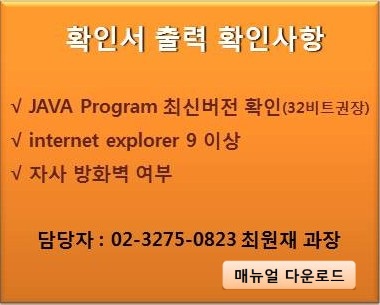 확인서 출력 확인사항
√ JAVA Program 최신버전 확인(32비트권장)
√ internet explorer 9 이상
√ 자사 방화벽 여부
담당자 : 02-3275-0823 최원재 과장
매뉴얼 다운로드